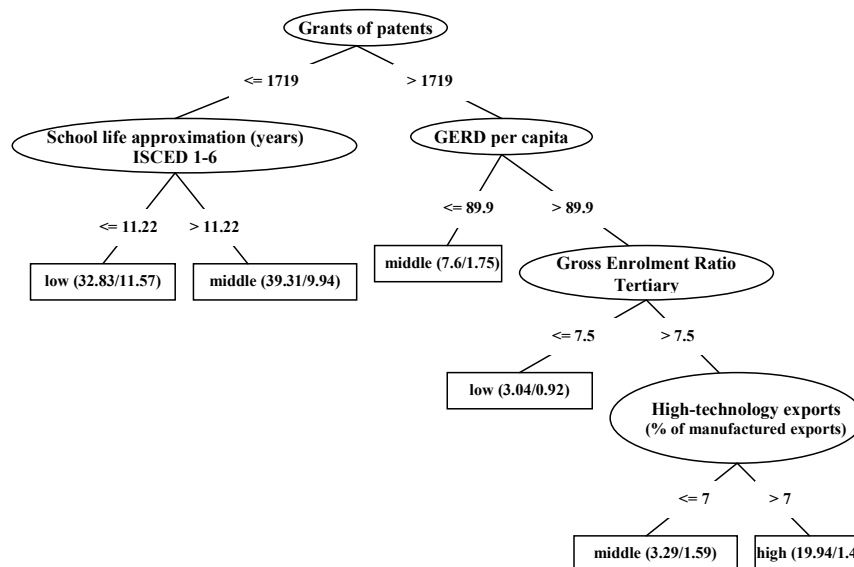 Grants of patents
<= 1719
> 1719
School life approximation (years)
ISCED 1-6
GERD per capita
<= 11.22
> 11.22
<= 89.9
> 89.9
low (32.83/11.57)
middle (39.31/9.94)
middle (7.6/1.75)
Gross Enrolment Ratio
Tertiary
<= 7.5
> 7.5
low (3.04/0.92)
High-technology exports
(% of manufactured exports)
<= 7
> 7
middle (3.29/1.59)
high (19.94/1.4